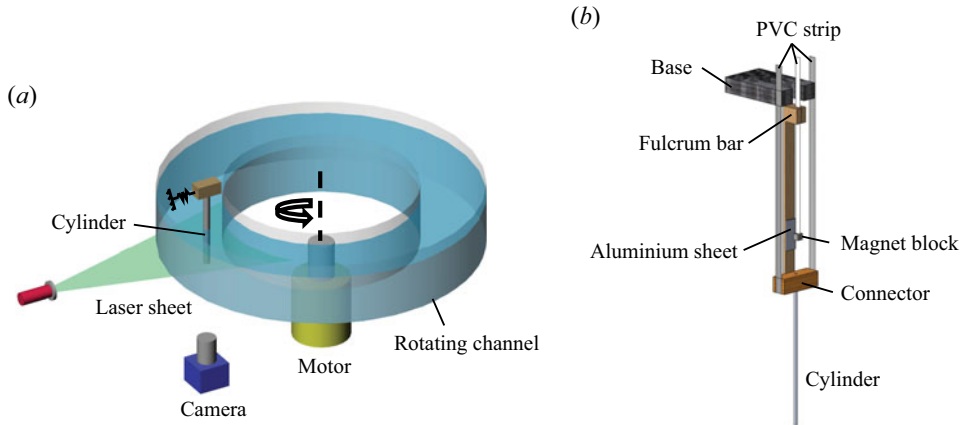 (a)
Cylinder
Laser sheet
Camera
Motor
Rotating channel
(b)
PVC strip
Base
Fulcrum bar
Aluminium sheet
Magnet block
Connector
Cylinder